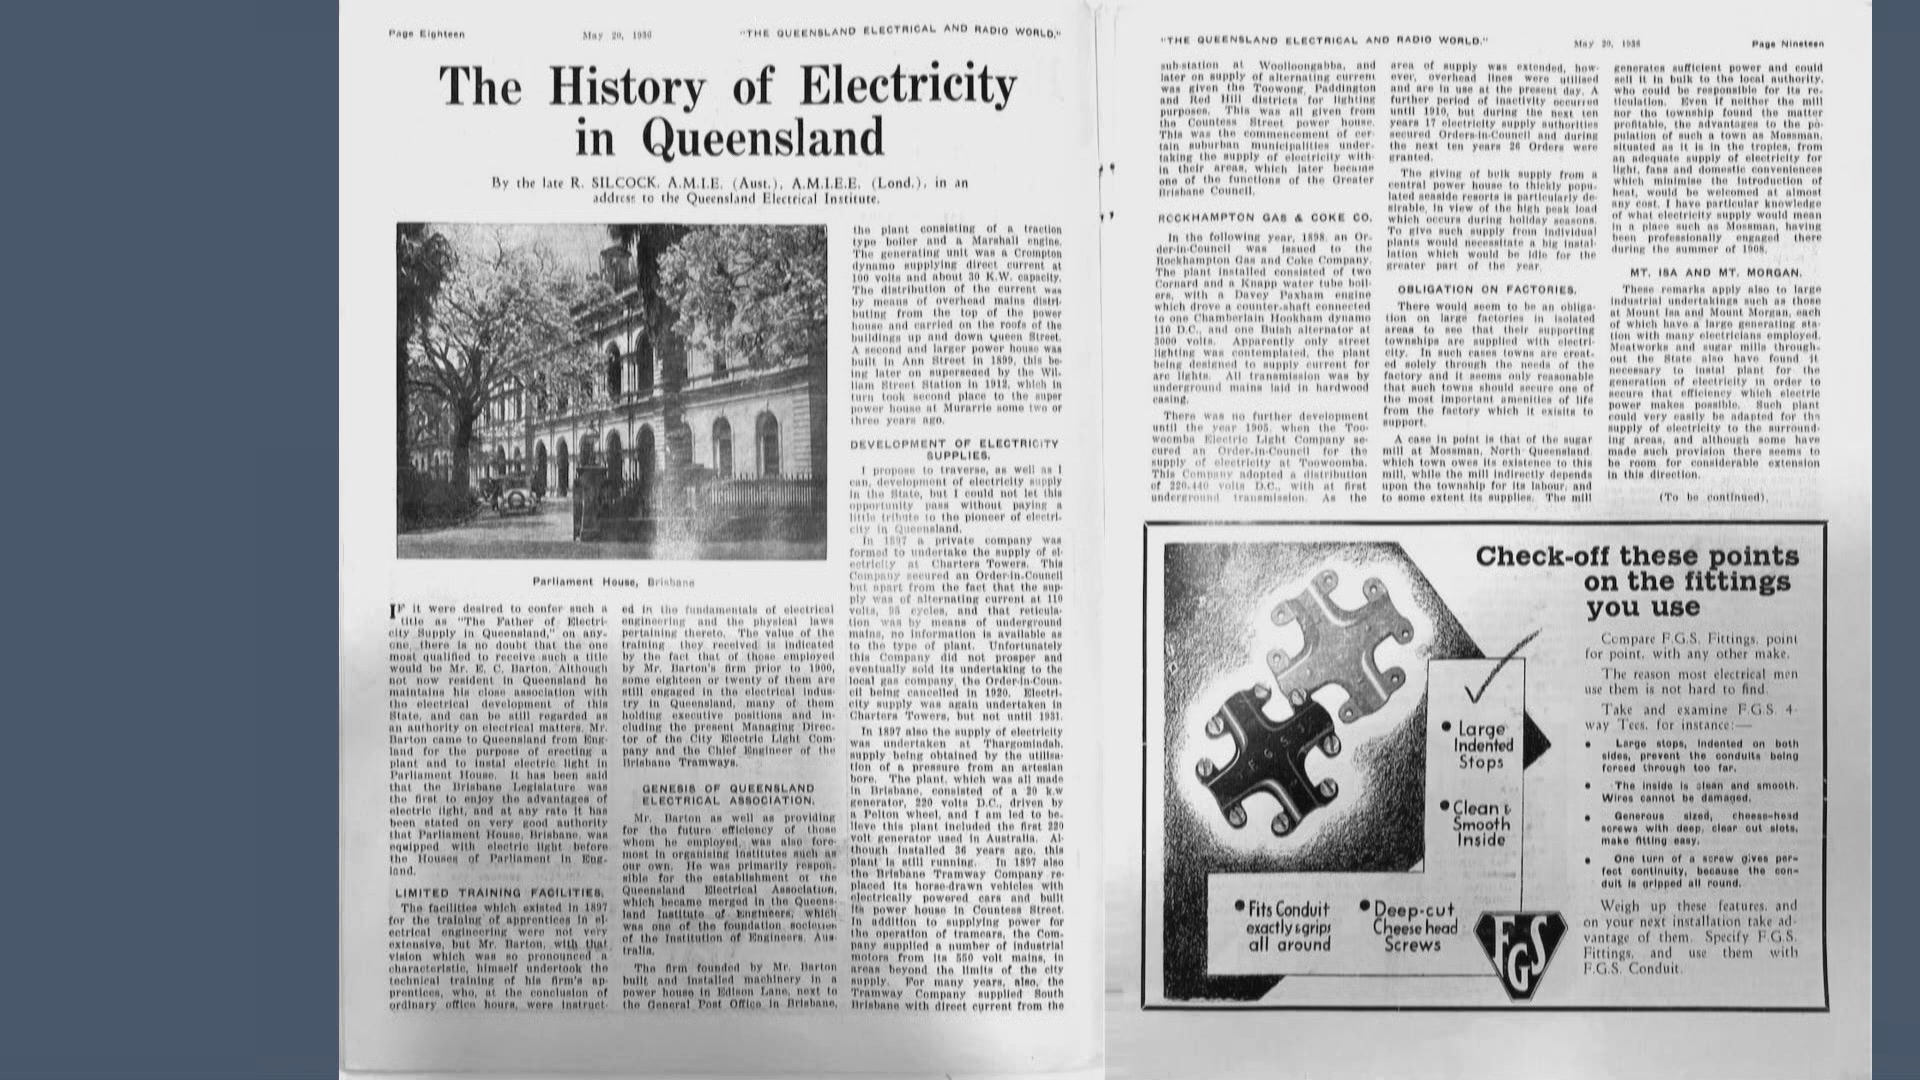 Page Eighteen
May 20, 1936
"THE QUEENSLAND ELECTRICAL AND RADIO WORLD."
The History of Electricity
in Queensland
By the late R. SILCOCK, A.M.I.E. (Aust.), A.M.I.E.E. (Lond.), in an
address to the Queensland Electrical Institute.
Parliament House, Brisbane
IF it were desired to confer such a
title as "The Father of Electri-
city Supply in Queensland," on any-
one, there is no doubt that the one
most qualified to receive such a title
would be Mr. E. C. Barton. Although
not now resident in Queensland he
maintains his close association with
the electrical development of this
State, and can be still regarded as
an authority on electrical matters. Mr.
Barton came to Queensland from Eng-
land for the purpose of erecting a
plant and to instal electric light in
Parliament House. It has been said
that the Brisbane Legislature was
the first to enjoy the advantages of
electric light, and at any rate it has
been stated on very good authority
that Parliament House, Brisbane, was
equipped with electric light before
the Houses of Parliament in Eng-
land.
LIMITED TRAINING FACILITIES.
The facilities which existed in 1897
for the training of apprentices in el-
ectrical engineering were not very
extensive, but Mr. Barton, with that
vision which was so pronounced a
characteristic, himself undertook the
technical training of his firm's ap-
prentices, who, at the conclusion of
ordinary office hours, were instruct-
ed in the fundamentals of electrical
engineering and the physical laws
pertaining thereto. The value of the
training they received is indicated
by the fact that of those employed
by Mr. Barton's firm prior to 1900,
some eighteen or twenty of them are
still engaged in the electrical indus-
try in Queensland, many of them
holding executive positions and in-
cluding the present Managing Direc-
tor of the City Electric Light Com-
pany and the Chief Engineer of the
Brisbane Tramways.
GENESIS OF QUEENSLAND
ELECTRICAL ASSOCIATION.
Mr. Barton as well as providing
for the future efficiency of those
whom he employed, was also fore-
most in organising institutes such as
our own. He was primarily respon-
sible for the establishment of the
Queensland Electrical Association,
which became merged in the Queens-
land Institute of Engineers, which
was one of the foundation societies
of the Institution of Engineers, Aus-
tralia.
The firm founded by Mr. Barton
built and installed machinery in a
power house in Edison Lane, next to
the General Post Office in Brisbane,
the plant consisting of a traction
type boiler and a Marshall engine.
The generating unit was a Crompton
dynamo supplying direct current at
100 volts and about 30 K.W. capacity.
The distribution of the current was
by means of overhead mains distri-
buting from the top of the power
house and carried on the roofs of the
buildings up and down Queen Street.
A second and larger power house was
built in Ann Street in 1899, this be-
ing later on superseded by the Wil-
liam Street Station in 1912, which in
turn took second place to the super
power house at Murarrie some two or
three years ago.
DEVELOPMENT OF ELECTRICITY
SUPPLIES.
I propose to traverse, as well as I
can, development of electricity supply
in the State, but I could not let this
opportunity pass without paying a
little tribute to the pioneer of electri-
city in Queensland.
In 1897 a private company was
formed to undertake the supply of el-
ectricity at Charters Towers. This
Company secured an Order-in-Council
but apart from the fact that the sup-
ply was of alternating current at 110
volts, 95 cycles, and that reticula-
tion was by means of underground
mains, no information is available as
to the type of plant. Unfortunately
this Company did not prosper and
eventually sold its undertaking to the
local gas company, the Order-in-Coun-
cil being cancelled in 1920. Electri-
city supply was again undertaken in
Charters Towers, but not until 1931.
In 1897 also the supply of electricity
was undertaken at Thargomindah,
supply being obtained by the utilisa-
tion of a pressure from an artesian
bore. The plant, which was all made
in Brisbane, consisted of a 20 k.w
generator, 220 volts D.C., driven by
a Pelton wheel, and I am led to be-
lieve this plant included the first 220
volt generator used in Australia. Al-
though installed 36 years ago, this
plant is still running. In 1897 also
the Brisbane Tramway Company re-
placed its horse-drawn vehicles with
electrically powered cars and built
its power house in Countess Street.
In addition to supplying power for
the operation of tramcars, the Com-
pany supplied a number of industrial
motors from its 550 volt mains, in
areas beyond the limits of the city
supply. For many years, also, the
Tramway Company supplied South
Brisbane with direct current from the
"THE QUEENSLAND ELECTRICAL AND RADIO WORLD."
May 20, 1936
Page Nineteen
sub-station at Woolloongabba, and
later on supply of alternating current
was given the Toowong, Paddington
and Red Hill districts for lighting
purposes. This was all given from
the Countess Street power house.
This was the commencement of cer-
tain suburban municipalities under-
taking the supply of electricity with-
in their areas, which later became
one of the functions of the Greater
Brisbane Council.
ROCKHAMPTON GAS & COKE CO.
In the following year, 1898, an Or-
der-in-Council was issued to the
Rockhampton Gas and Coke Company.
The plant installed consisted of two
Cornard and a Knapp water tube boil-
ers, with a Davey Paxham engine
which drove a counter-shaft connected
to one Chamberlain Hookham dynamo
110 D.C., and one Bulsh alternator at
3000 volts. Apparently only street
lighting was contemplated, the plant
being designed to supply current for
arc lights. All transmission was by
underground mains laid in hardwood
casing.
There was no further development
until the year 1905, when the Too-
woomba Electric Light Company se-
cured an Order-in-Council for the
supply of electricity at Toowoomba.
This Company adopted a distribution
of 220-440 volts D.C., with at first
underground transmission. As the
area of supply was extended, how-
ever, overhead lines were utilised
and are in use at the present day. A
further period of inactivity occurred
until 1910, but during the next ten
years 17 electricity supply authorities
secured Orders-in-Council and during
the next ten years 26 Orders were
granted.
The giving of bulk supply from a
central power house to thickly popu-
lated seaside resorts is particularly de-
sirable, in view of the high peak load
which occurs during holiday seasons.
To give such supply from individual
plants would necessitate a big instal-
lation which would be idle for the
greater part of the year.
OBLIGATION ON FACTORIES.
There would seem to be an obliga-
tion on large factories in isolated
areas to see that their supporting
townships are supplied with electri-
city. In such cases towns are creat-
ed solely through the needs of the
factory and it seems only reasonable
that such towns should secure one of
the most important amenities of life
from the factory which it exists to
support.
A case in point is that of the sugar
mill at Mossman, North Queensland,
which town owes its existence to this
mill, while the mill indirectly depends
upon the township for its labour, and
to some extent its supplies. The mill
generates sufficient power and could
sell it in bulk to the local authority,
who could be responsible for its re-
ticulation. Even if neither the mill
nor the township found the matter
profitable, the advantages to the po-
pulation of such a town as Mossman,
situated as it is in the tropics, from
an adequate supply of electricity for
light, fans and domestic conveniences
which minimise the introduction of
heat, would be welcomed at almost
any cost. I have particular knowledge
of what electricity supply would mean
in a place such as Mossman, having
been professionally engaged there
during the summer of 1908.
MT. ISA AND MT. MORGAN.
These remarks apply also to large
industrial undertakings such as those
at Mount Isa and Mount Morgan, each
of which have a large generating sta-
tion with many electricians employed.
Meatworks and sugar mills through-
out the State also have found it
necessary to instal plant for the
generation of electricity in order to
secure that efficiency which electric
power makes possible. Such plant
could very easily be adapted for the
supply of electricity to the surround-
ing areas, and although some have
made such provision there seems to
be room for considerable extension
in this direction.
(To be continued).
Check-off these points
on the fittings
you use
Compare F.G.S. Fittings, point
for point, with any other make.
The reason most electrical men
use them is not hard to find.
Take and examine F.G.S. 4-
way Tees, for instance:—
• Large stops, indented on both
sides, prevent the conduits being
forced through too far.
• The inside is clean and smooth.
Wires cannot be damaged.
• Generous sized, cheese-head
screws with deep, clear cut slots,
make fitting easy.
• One turn of a screw gives per-
fect continuity, because the con-
duit is gripped all round.
Weigh up these features, and
on your next installation take ad-
vantage of them. Specify F.G.S.
Fittings, and use them with
F.G.S. Conduit.
• Large
Indented
Stops
• Clean &
Smooth
Inside
• Fits Conduit
exactly & grips
all around
• Deep-cut
Cheese head
Screws
FGS
FGS